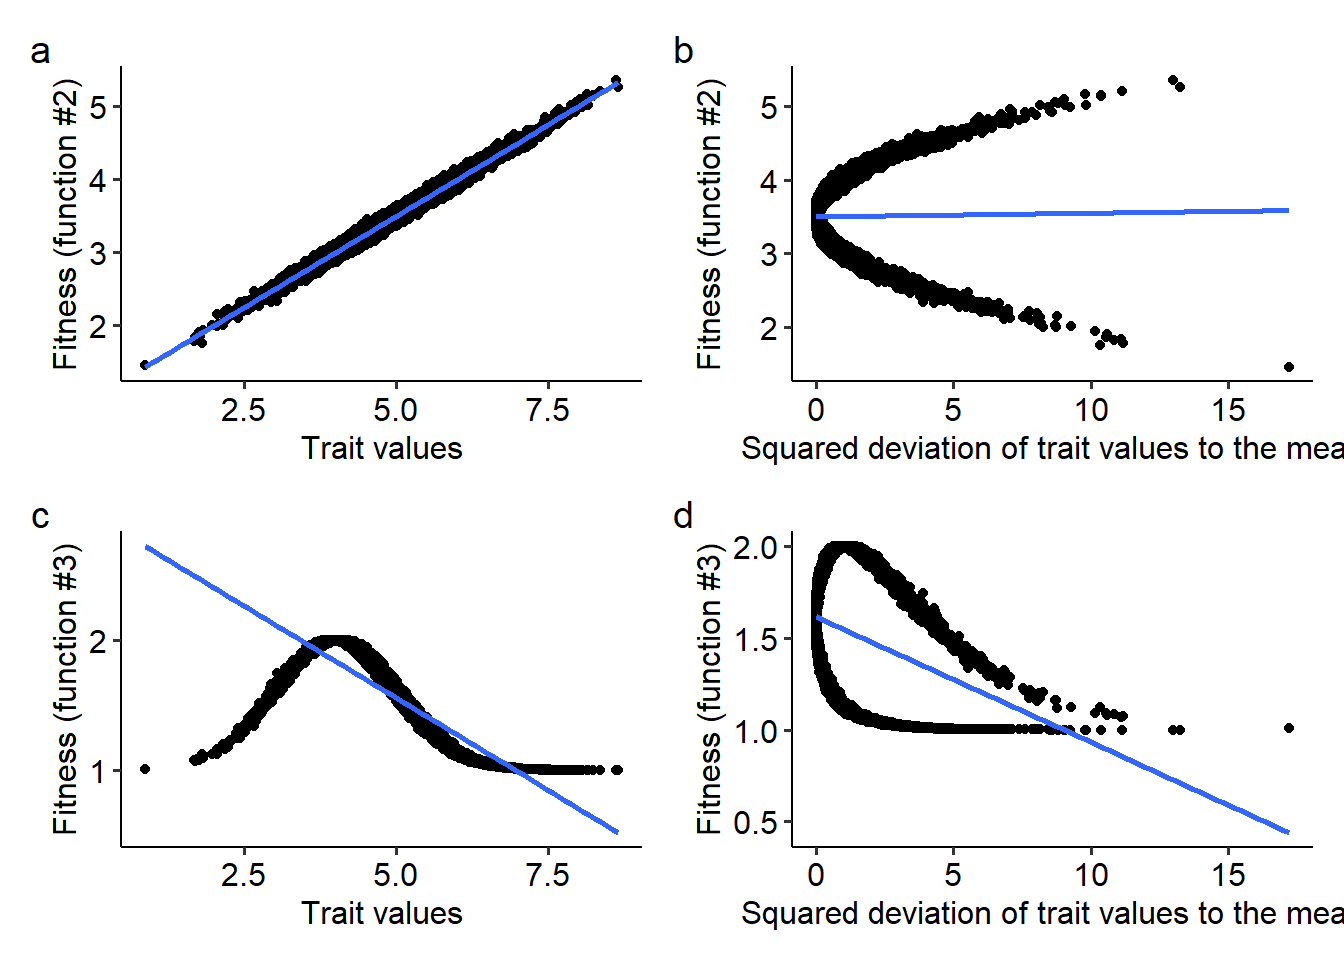 a
Fitness (function #2)
5
4
3
2
2.5 5.0 7.5
Trait values
b
Fitness (function #2)
5
4
3
2
0 5 10 15
Squared deviation of trait values to the mea
c
Fitness (function #3)
2
1
2.5 5.0 7.5
Trait values
d
Fitness (function #3)
2.0
1.5
1.0
0.5
0 5 10 15
Squared deviation of trait values to the mea